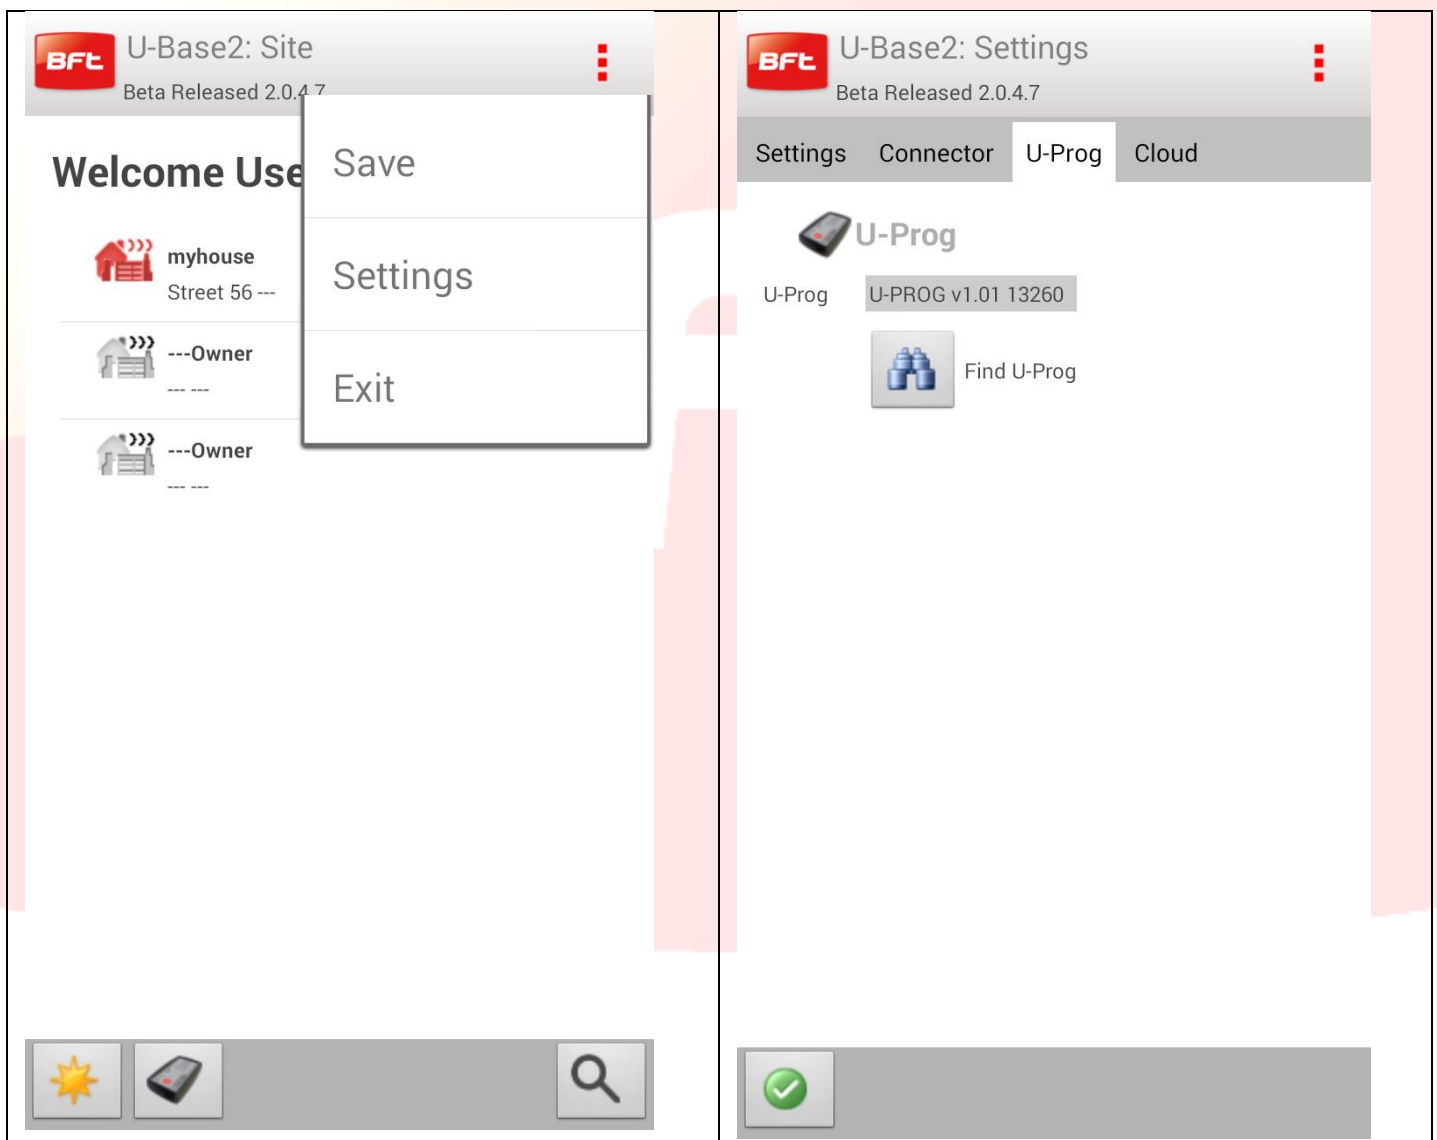 BFt
U-Base2: Site
Beta Released 2.0.4.7
Welcome Use
Save
myhouse
Street 56 ---
Settings
---Owner
--- ---
Exit
---Owner
--- ---
BFt
U-Base2: Settings
Beta Released 2.0.4.7
Settings Connector U-Prog Cloud
U-Prog
U-Prog U-PROG v1.01 13260
Find U-Prog